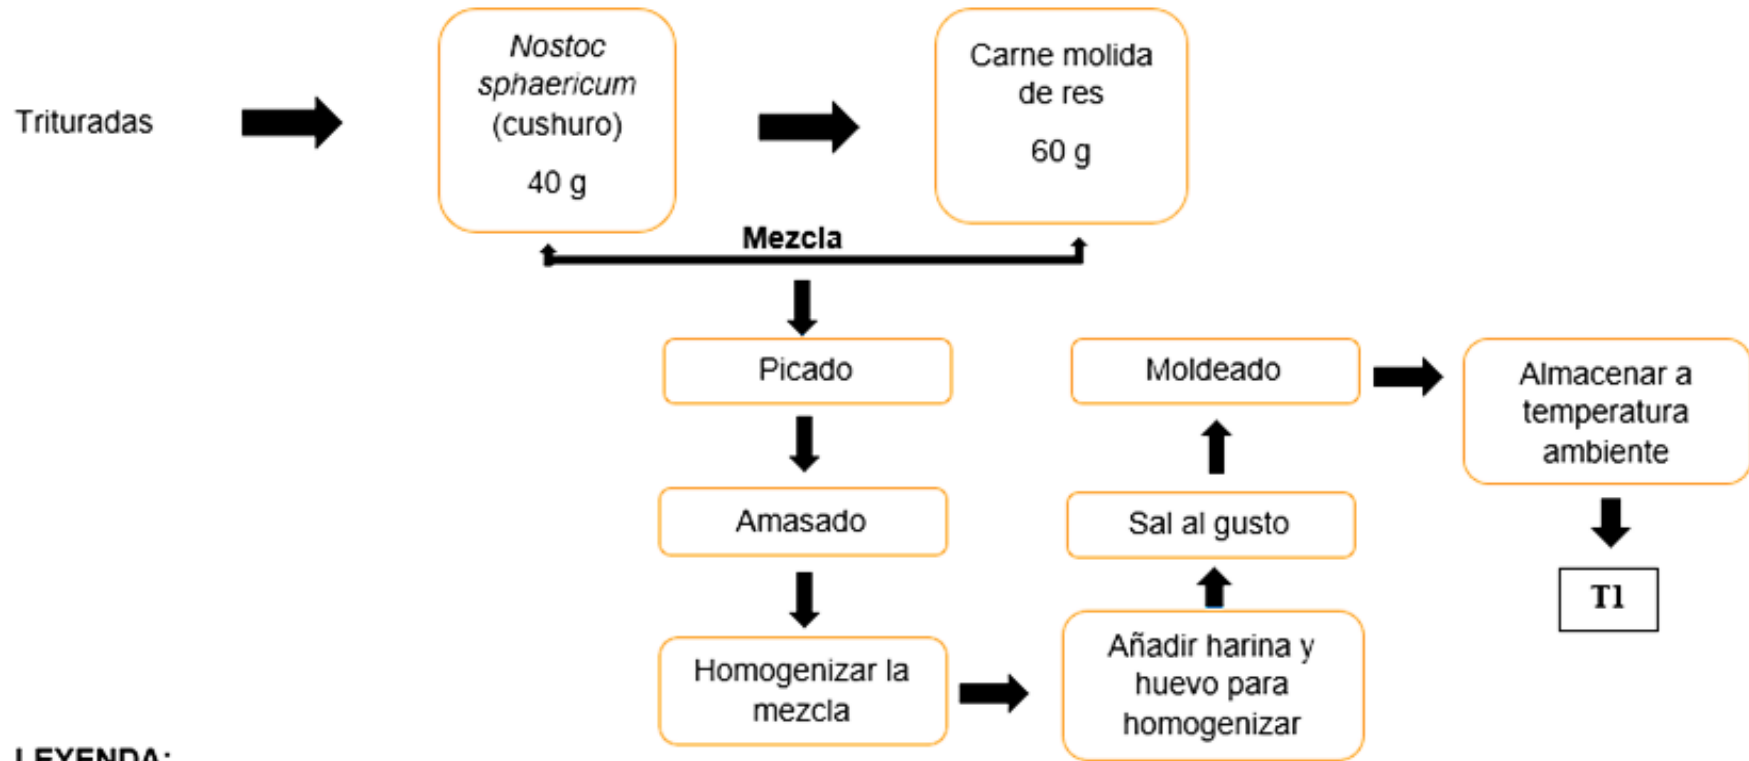 Trituradas
Nostoc
sphaericum
(cushuro)
40 g
Carne molida
de res
60 g
Mezcla
Picado
Amasado
Homogenizar la
mezcla
Añadir harina y
huevo para
homogenizar
Sal al gusto
Moldeado
Almacenar a
temperatura
ambiente
T1
LEYENDA: